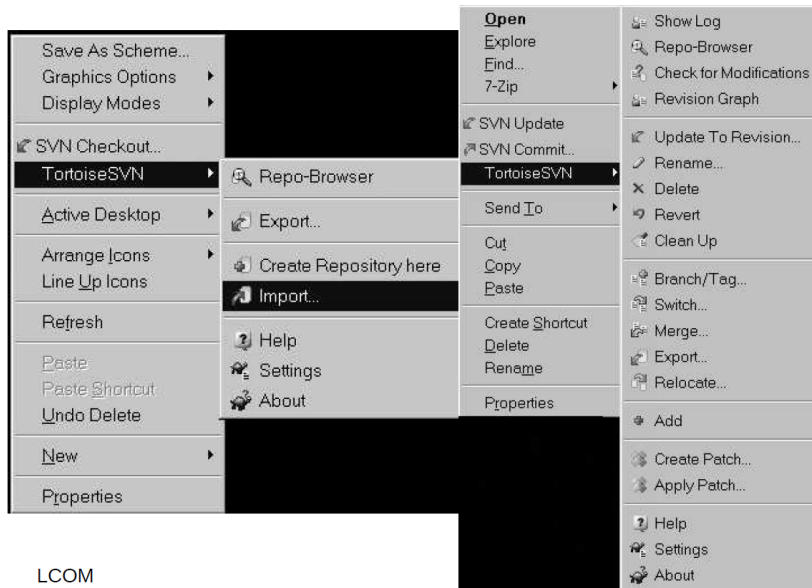 Save As Scheme...
Graphics Options
Display Modes
SVN Checkout...
TortoiseSVN
Active Desktop
Arrange Icons
Line Up Icons
Refresh
Paste
Paste Shortcut
Undo Delete
New
Properties
Repo-Browser
Export...
Create Repository here
Import...
Help
Settings
About
Open
Explore
Find...
7-Zip
SVN Update
SVN Commit...
TortoiseSVN
Send To
Cut
Copy
Paste
Create Shortcut
Delete
Rename
Properties
Show Log
Repo-Browser
Check for Modifications
Revision Graph
Update To Revision...
Rename...
Delete
Revert
Clean Up
Branch/Tag...
Switch...
Merge...
Export...
Relocate...
Add
Create Patch...
Apply Patch...
Help
Settings
About
LCOM